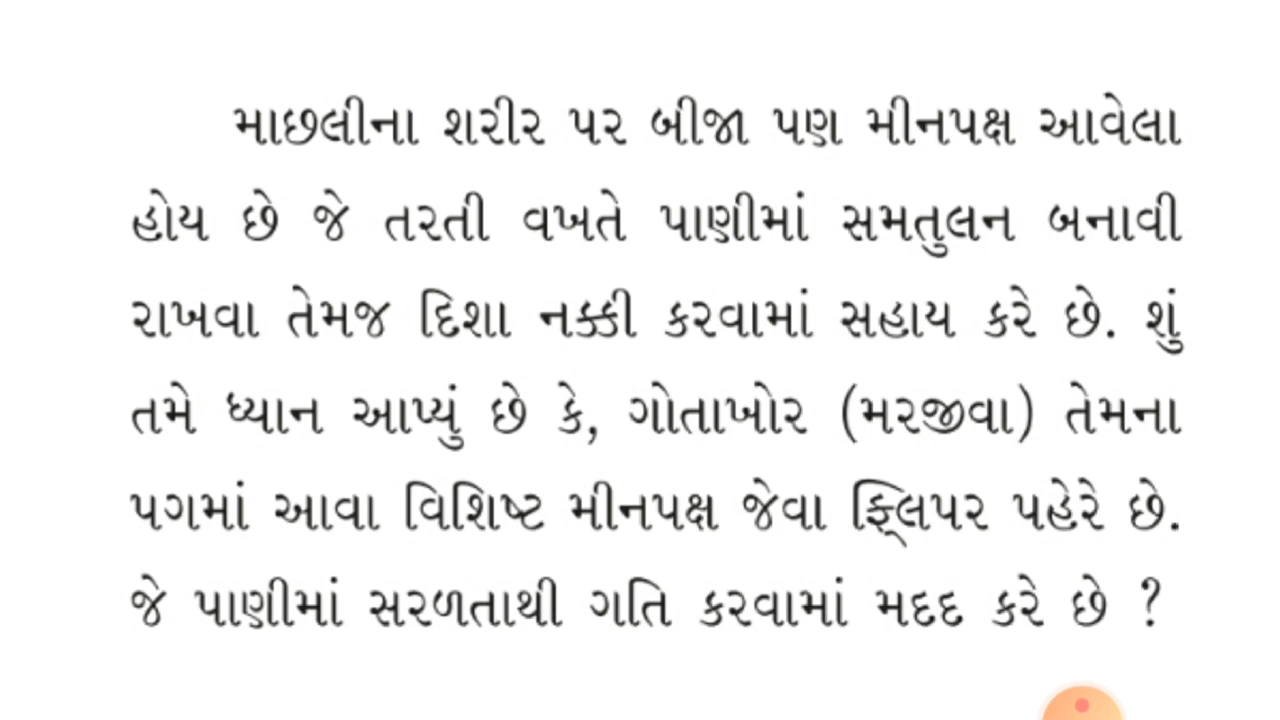 માછલીના શરીર પર બીજા પણ મીનપક્ષ આવેલા
હોય છે જે તરતી વખતે પાણીમાં સમતુલન બનાવી
રાખવા તેમજ દિશા નક્કી કરવામાં સહાય કરે છે. શું
તમે ધ્યાન આપ્યું છે કે, ગોતાખોર (મરજીવા) તેમના
પગમાં આવા વિશિષ્ટ મીનપક્ષ જેવા ફ્લિપર પહેરે છે.
જે પાણીમાં સરળતાથી ગતિ કરવામાં મદદ કરે છે ?